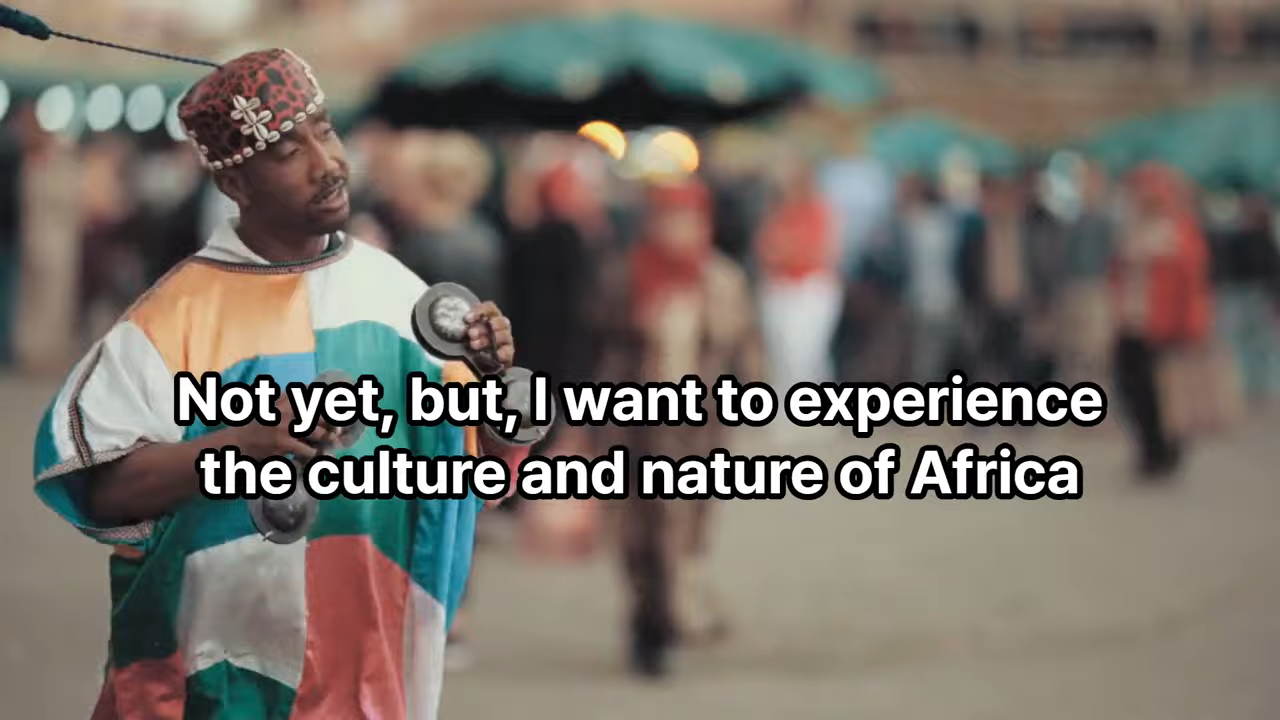 Not yet, but, I want to experience
the culture and nature of Africa